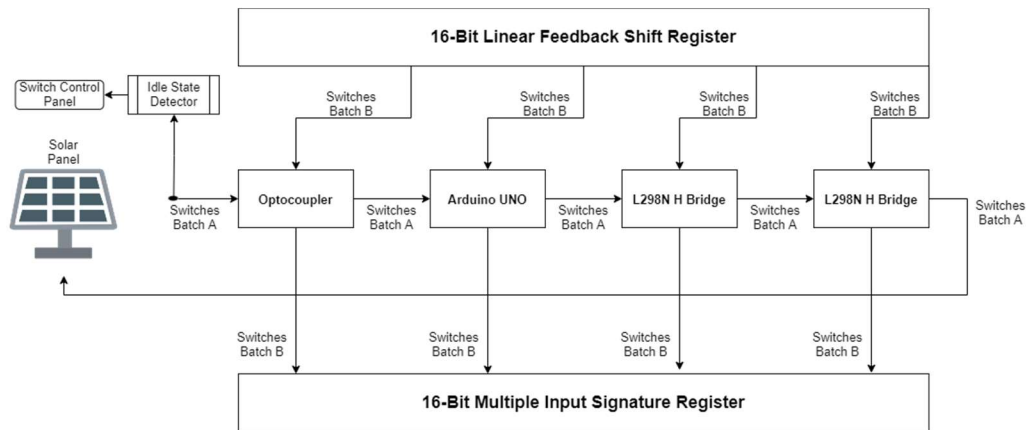 16-Bit Linear Feedback Shift Register
Switch Control
Panel
Idle State
Detector
Switches
Batch B
Switches
Batch B
Switches
Batch B
Switches
Batch B
Solar
Panel
Switches
Batch A
Optocoupler
Switches
Batch A
Arduino UNO
Switches
Batch A
L298N H Bridge
Switches
Batch A
L298N H Bridge
Switches
Batch A
Switches
Batch B
Switches
Batch B
Switches
Batch B
Switches
Batch B
16-Bit Multiple Input Signature Register